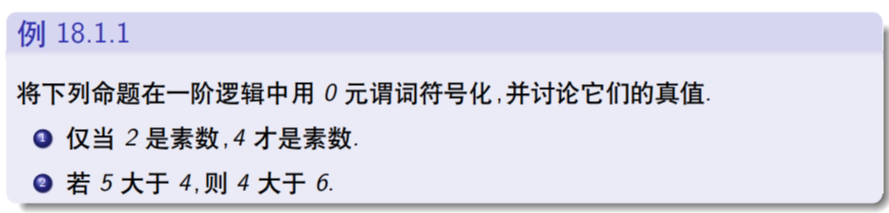 例 18.1.1
将下列命题在一阶逻辑中用 0 元谓词符号化,并讨论它们的真值.
1 仅当 2 是素数,4 才是素数.
2 若 5 大于 4,则 4 大于 6.